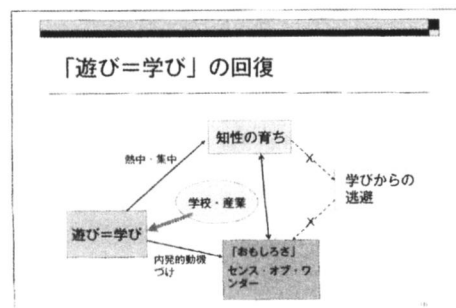 「遊び=学び」の回復
知性の育ち
熱中・集中
学校・産業
学びからの
逃避
遊び=学び
内発的動機
づけ
「おもしろさ」
センス・オブ・ワ
ンダー